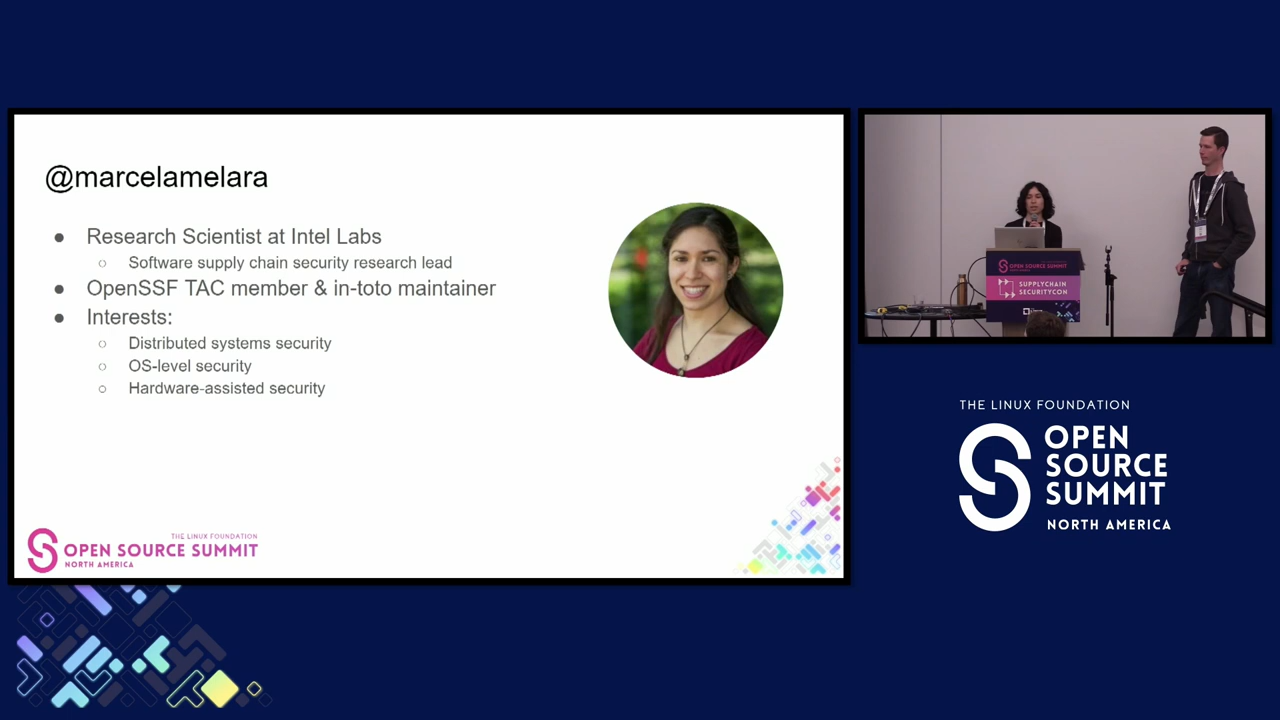 @marcelamelara
● Research Scientist at Intel Labs
○ Software supply chain security research lead
● OpenSSF TAC member & in-toto maintainer
● Interests:
○ Distributed systems security
○ OS-level security
○ Hardware-assisted security
THE LINUX FOUNDATION
OPEN SOURCE SUMMIT
NORTH AMERICA
OPEN SOURCE SUMMIT
SUPPLYCHAIN
SECURITYCON
THE LINUX FOUNDATION
OPEN
SOURCE
SUMMIT
NORTH AMERICA